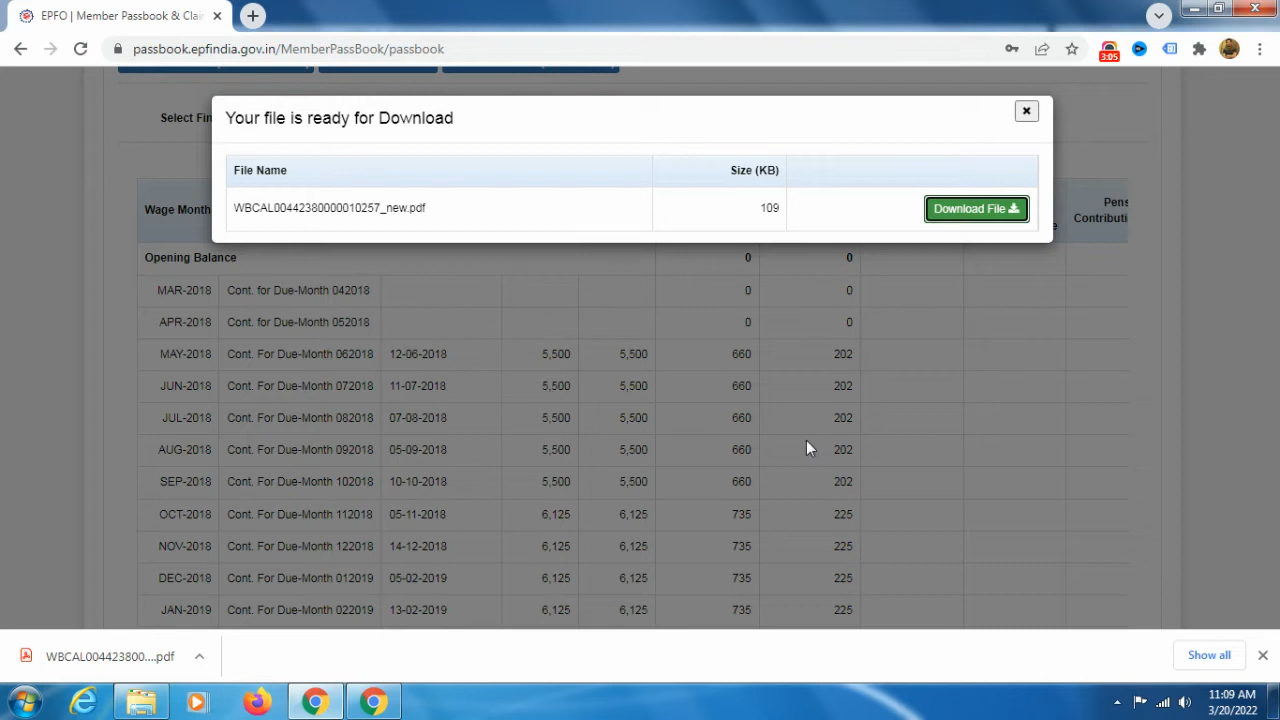 EPFO | Member Passbook & Clai
passbook.epfindia.gov.in/MemberPassBook/passbook
3:05
Select Fin
Your file is ready for Download
File Name Size (KB)
WBCAL00442380000010257_new.pdf 109 Download File
Wage Month Pens
Contributi
Opening Balance 0 0
MAR-2018 Cont. for Due-Month 042018 0 0
APR-2018 Cont. for Due-Month 052018 0 0
MAY-2018 Cont. For Due-Month 062018 12-06-2018 5,500 5,500 660 202
JUN-2018 Cont. For Due-Month 072018 11-07-2018 5,500 5,500 660 202
JUL-2018 Cont. For Due-Month 082018 07-08-2018 5,500 5,500 660 202
AUG-2018 Cont. For Due-Month 092018 05-09-2018 5,500 5,500 660 202
SEP-2018 Cont. For Due-Month 102018 10-10-2018 5,500 5,500 660 202
OCT-2018 Cont. For Due-Month 112018 05-11-2018 6,125 6,125 735 225
NOV-2018 Cont. For Due-Month 122018 14-12-2018 6,125 6,125 735 225
DEC-2018 Cont. For Due-Month 012019 05-02-2019 6,125 6,125 735 225
JAN-2019 Cont. For Due-Month 022019 13-02-2019 6,125 6,125 735 225
WBCAL004423800....pdf Show all
11:09 AM
3/20/2022